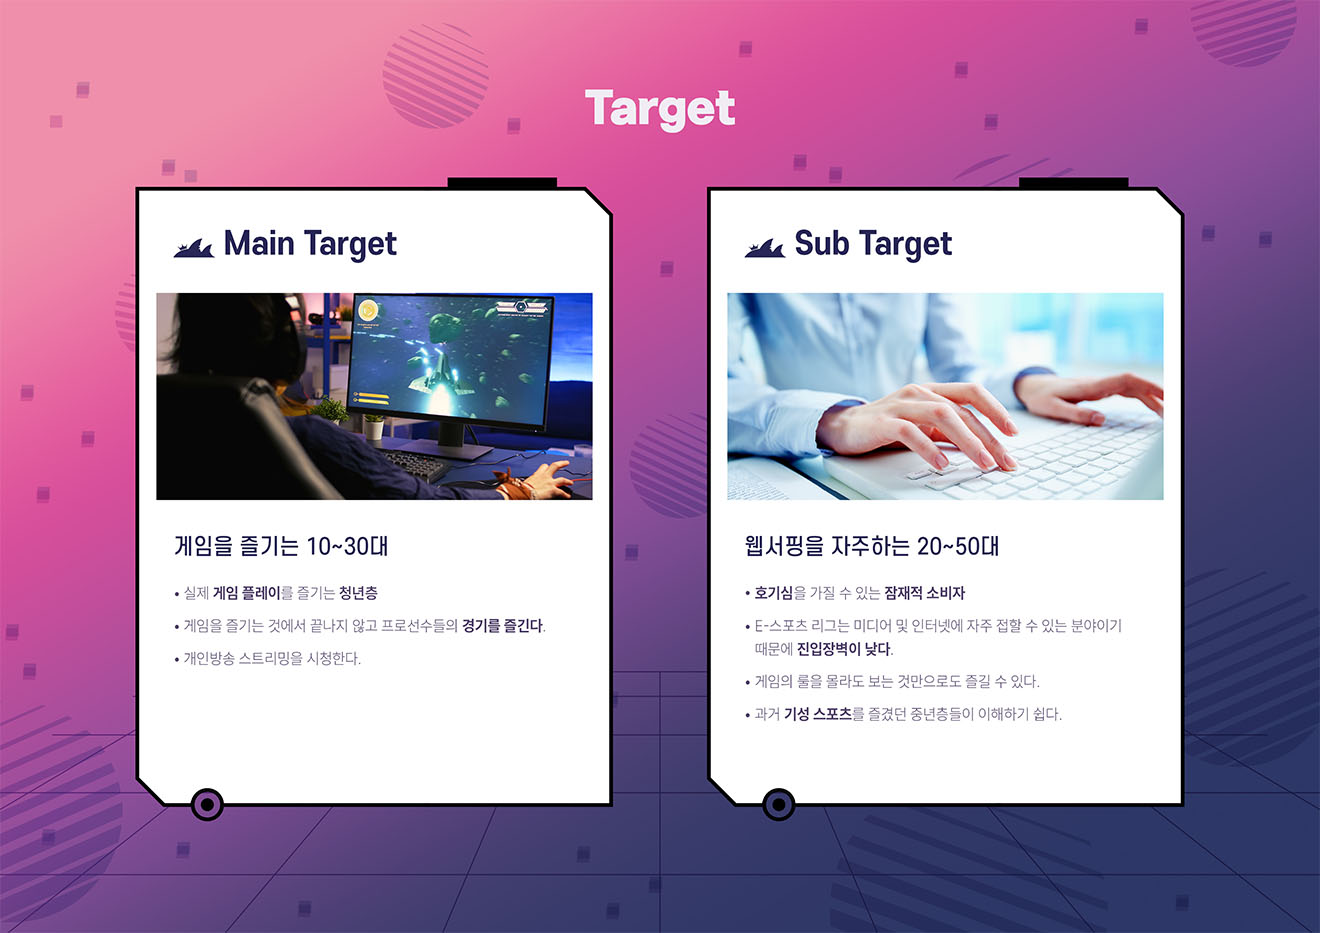 Target
Main Target
게임을 즐기는 10~30대
• 실제 게임 플레이를 즐기는 청년층
• 게임을 즐기는 것에서 끝나지 않고 프로선수들의 경기를 즐긴다.
• 개인방송 스트리밍을 시청한다.
Sub Target
웹서핑을 자주하는 20~50대
• 호기심을 가질 수 있는 잠재적 소비자
• E-스포츠 리그는 미디어 및 인터넷에 자주 접할 수 있는 분야이기
때문에 진입장벽이 낮다.
• 게임의 룰을 몰라도 보는 것만으로도 즐길 수 있다.
• 과거 기성 스포츠를 즐겼던 중년층들이 이해하기 쉽다.